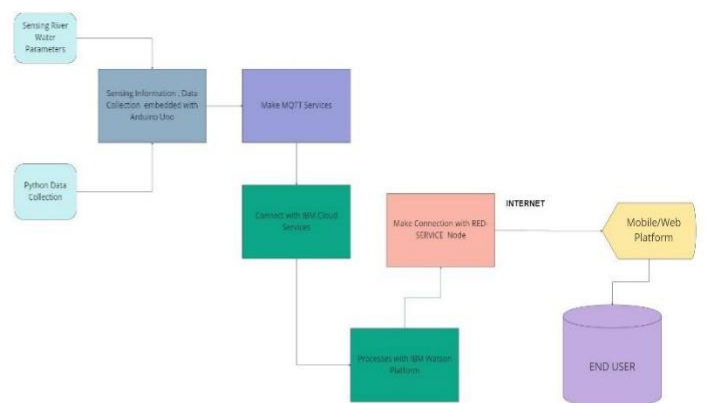 Sensing River
Water
Parameters
Sensing Information , Data
Collection embedded with
Arduino Uno
Make MQTT Services
Python Data
Collection
Connect with IBM Cloud
Services
Make Connection with RED-
SERVICE Node
INTERNET
Mobile/Web
Platform
Processes with IBM Watson
Platform
END USER